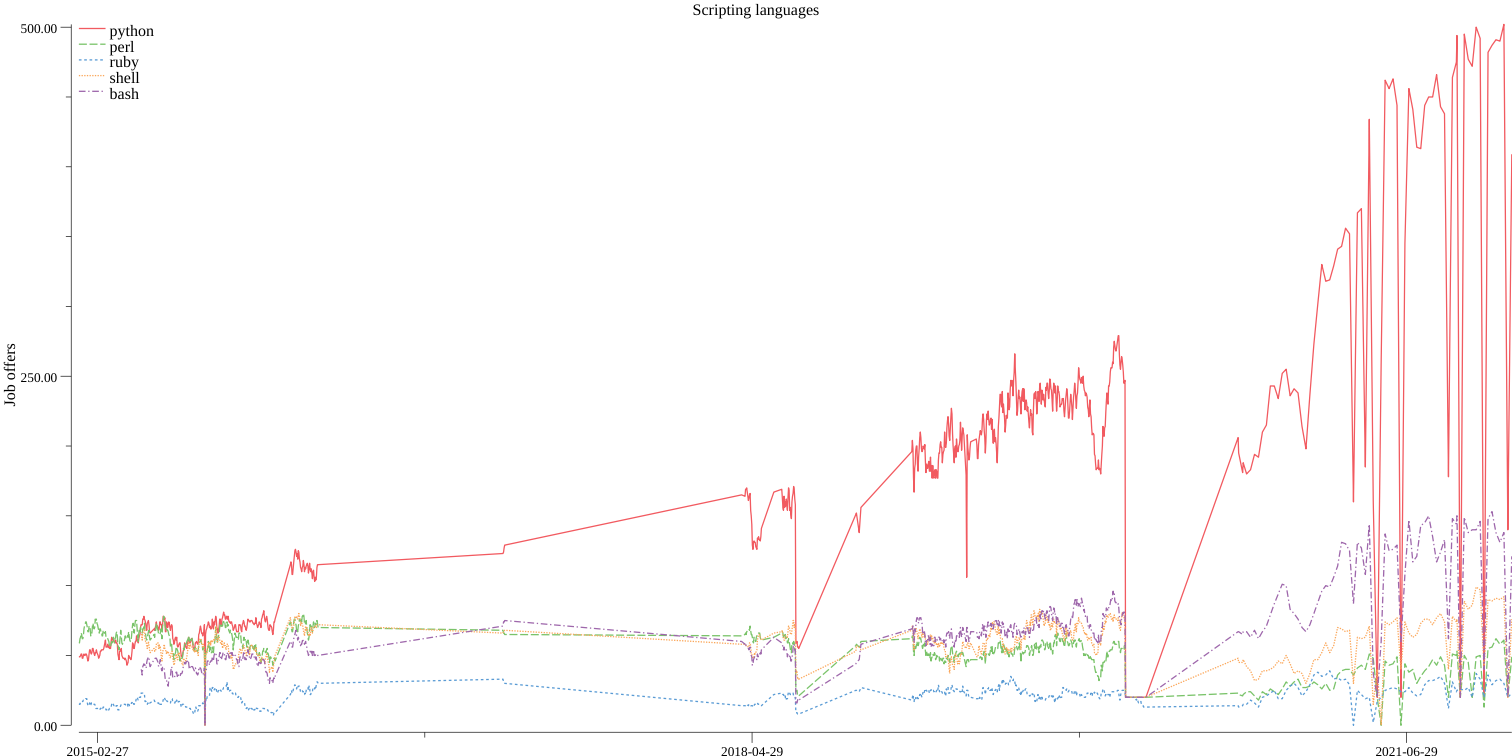 Scripting languages
500.00
python
perl
ruby
shell
bash
Job offers
250.00
0.00
2015-02-27
2018-04-29
2021-06-29